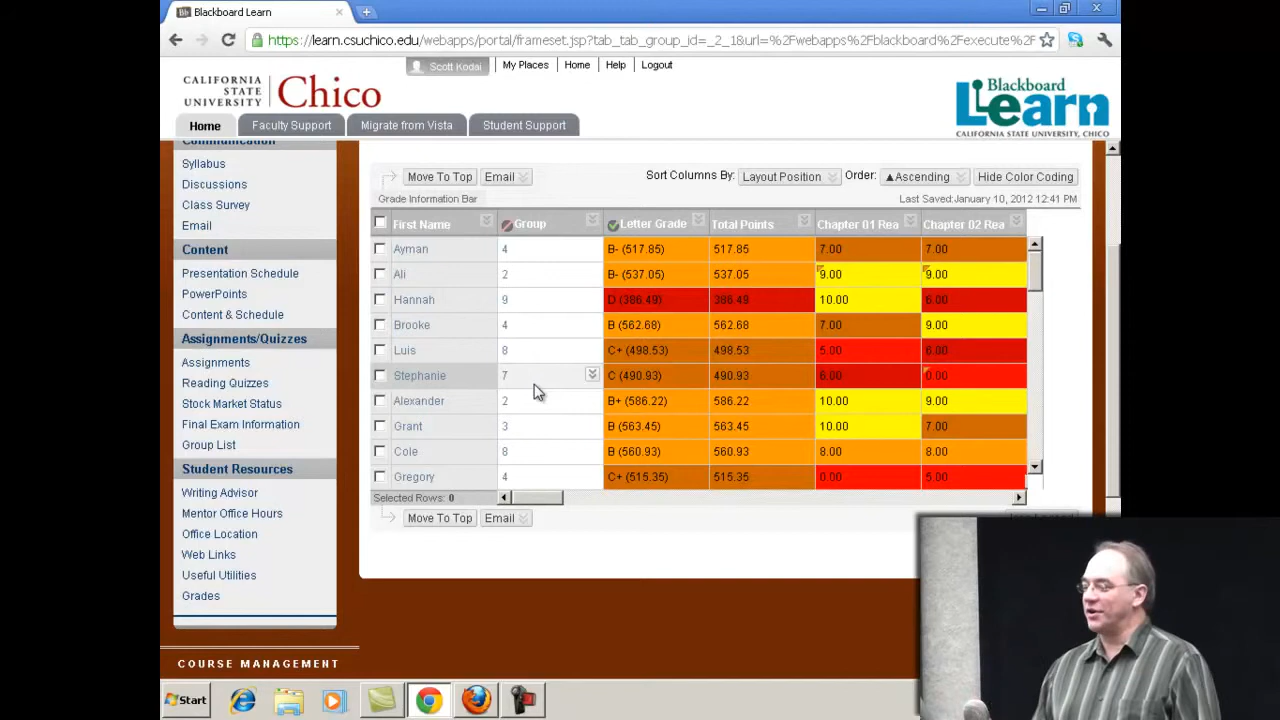 Blackboard Learn
https://learn.csuchico.edu/webapps/portal/frameset.jsp?tab_tab_group_id=_2_1&url=%2Fwebapps%2Fblackboard%2Fexecute%2F
Scott Kodai My Places Home Help Logout
CALIFORNIA STATE UNIVERSITY Chico
Blackboard Learn
CALIFORNIA STATE UNIVERSITY, CHICO
Home Faculty Support Migrate from Vista Student Support
Communication
Syllabus
Discussions
Class Survey
Email
Content
Presentation Schedule
PowerPoints
Content & Schedule
Assignments/Quizzes
Assignments
Reading Quizzes
Stock Market Status
Final Exam Information
Group List
Student Resources
Writing Advisor
Mentor Office Hours
Office Location
Web Links
Useful Utilities
Grades
COURSE MANAGEMENT
Move To Top Email Sort Columns By: Layout Position Order: ▲Ascending Hide Color Coding
Grade Information Bar Last Saved:January 10, 2012 12:41 PM
First Name Group Letter Grade Total Points Chapter 01 Rea Chapter 02 Rea
Ayman 4 B- (517.85) 517.85 7.00 7.00
Ali 2 B- (537.05) 537.05 9.00 9.00
Hannah 9 D (386.49) 386.49 10.00 6.00
Brooke 4 B (562.68) 562.68 7.00 9.00
Luis 8 C+ (498.53) 498.53 5.00 6.00
Stephanie 7 C (490.93) 490.93 6.00 0.00
Alexander 2 B+ (586.22) 586.22 10.00 9.00
Grant 3 B (563.45) 563.45 10.00 7.00
Cole 8 B (560.93) 560.93 8.00 8.00
Gregory 4 C+ (515.35) 515.35 0.00 5.00
Selected Rows: 0
Move To Top Email
Start